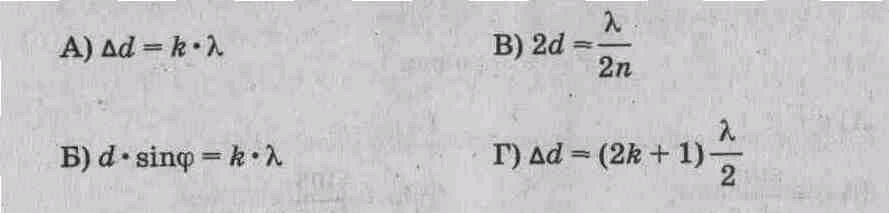 А) Δd = k · λ
В) 2d = λ/2n
Б) d · sinφ = k · λ
Г) Δd = (2k + 1) λ/2